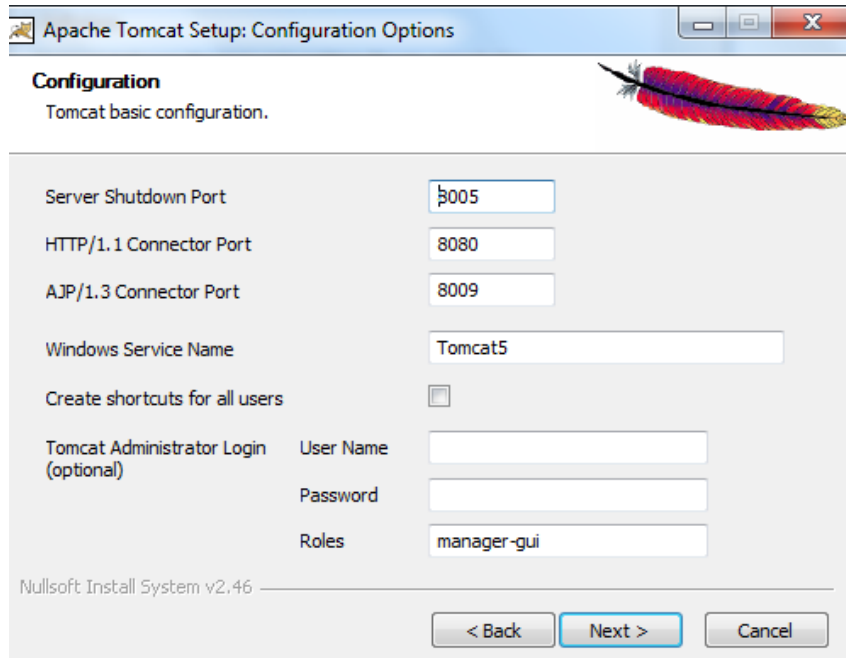 Apache Tomcat Setup: Configuration Options
Configuration
Tomcat basic configuration.
Server Shutdown Port 8005
HTTP/1.1 Connector Port 8080
AJP/1.3 Connector Port 8009
Windows Service Name Tomcat5
Create shortcuts for all users
Tomcat Administrator Login User Name
(optional)
Password
Roles manager-gui
Nullsoft Install System v2.46
< Back Next > Cancel